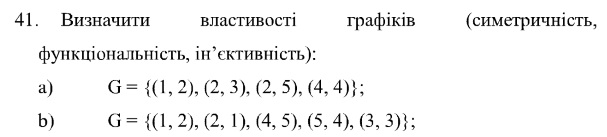 41. Визначити властивості графіків (симетричність,
функціональність, ін’єктивність):
a) G = {(1, 2), (2, 3), (2, 5), (4, 4)};
b) G = {(1, 2), (2, 1), (4, 5), (5, 4), (3, 3)};